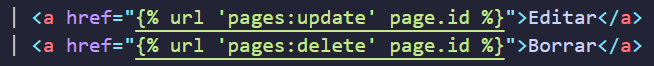 | <a href="{% url 'pages:update' page.id %}">Editar</a>
| <a href="{% url 'pages:delete' page.id %}">Borrar</a>